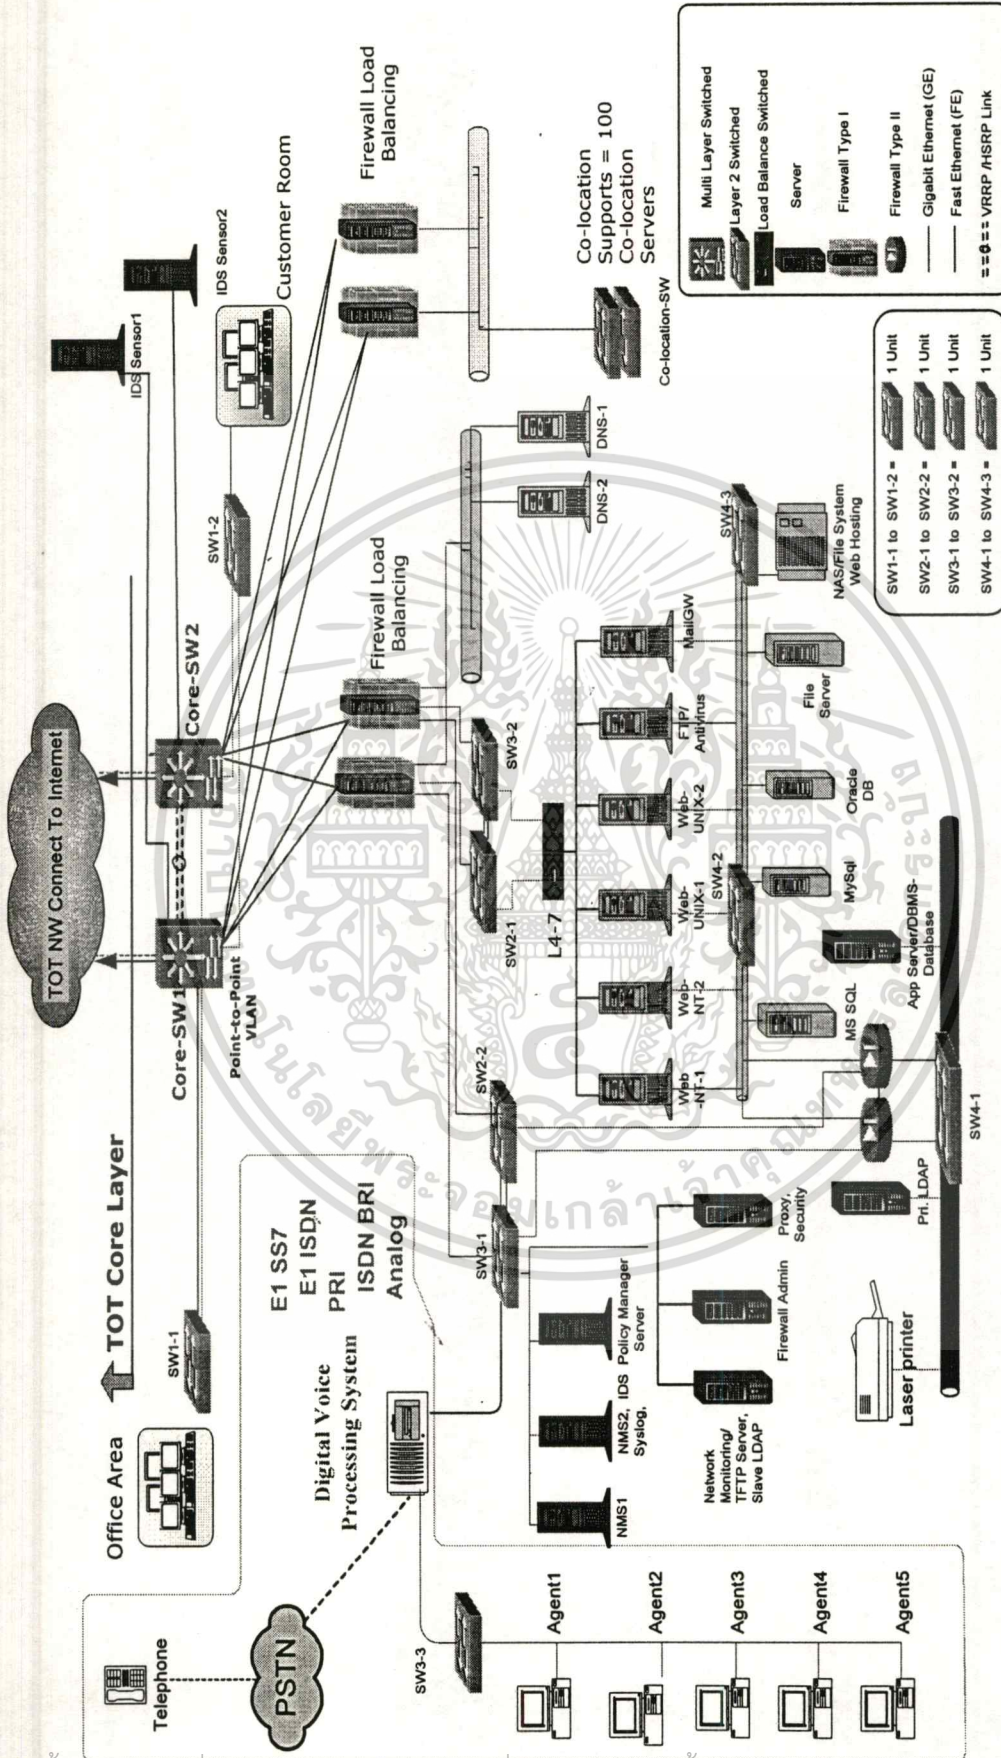 TOT NW Connect To Internet
TOT Core Layer
Office Area
Telephone
PSTN
SW1-1
Core-SW1
Core-SW2
Point-to-Point
VLAN
SW1-2
IDS Sensor1
IDS Sensor2
Customer Room
E1 SS7
E1 ISDN
PRI
ISDN BRI
Analog
Digital Voice
Processing System
Firewall Load
Balancing
Firewall Load
Balancing
SW3-3
SW3-1
SW2-2
SW2-1
SW3-2
L4-7
DNS-2
DNS-1
Co-location-SW
Co-location
Supports = 100
Co-location
Servers
Agent1
Agent2
Agent3
Agent4
Agent5
NMS1
NMS2,
Syslog,
IDS Policy Manager
Server
Network
Monitoring/
TFTP Server,
Slave LDAP
Firewall Admin
Proxy,
Security
Web
-NT-1
Web-
NT-2
Web-
UNIX-1
Web-
UNIX-2
FTP/
Antivirus
MailGW
SW4-2
SW4-3
MS SQL
MySql
Oracle
DB
File
Server
NAS/File System
Web Hosting
App Server/DBMS-
Database
Laser printer
Pri. LDAP
SW4-1
SW1-1 to SW1-2 = 1 Unit
SW2-1 to SW2-2 = 1 Unit
SW3-1 to SW3-2 = 1 Unit
SW4-1 to SW4-3 = 1 Unit
Multi Layer Switched
Layer 2 Switched
Load Balance Switched
Server
Firewall Type I
Firewall Type II
Gigabit Ethernet (GE)
Fast Ethernet (FE)
VRRP /HSRP Link